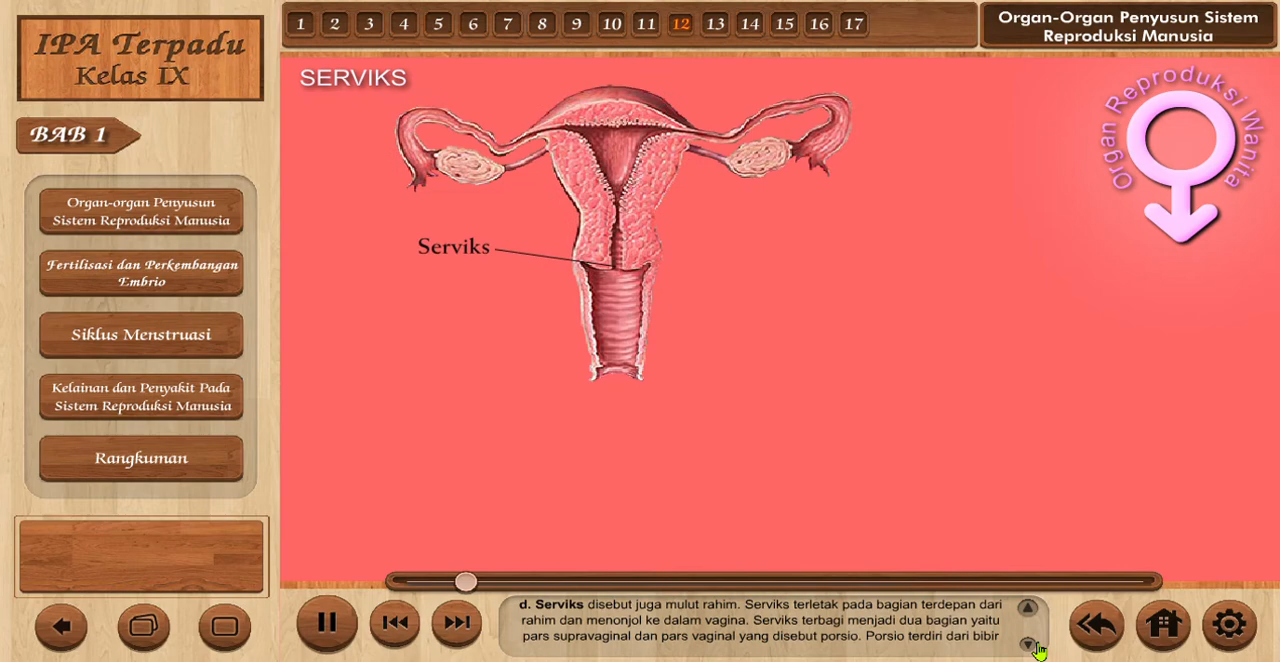 IPA Terpadu
Kelas IX
BAB 1
Organ-organ Penyusun
Sistem Reproduksi Manusia
Fertilisasi dan Perkembangan
Embrio
Siklus Menstruasi
Kelainan dan Penyakit Pada
Sistem Reproduksi Manusia
Rangkuman
1 2 3 4 5 6 7 8 9 10 11 12 13 14 15 16 17
Organ-Organ Penyusun Sistem
Reproduksi Manusia
SERVIKS
Organ Reproduksi Wanita
Serviks
d. Serviks disebut juga mulut rahim. Serviks terletak pada bagian terdepan dari
rahim dan menonjol ke dalam vagina. Serviks terbagi menjadi dua bagian yaitu
pars supravaginal dan pars vaginal yang disebut porsio. Porsio terdiri dari bibir